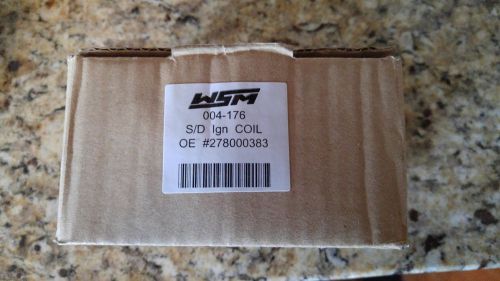 WSM
004-176
S/D Ign COIL
OE #278000383